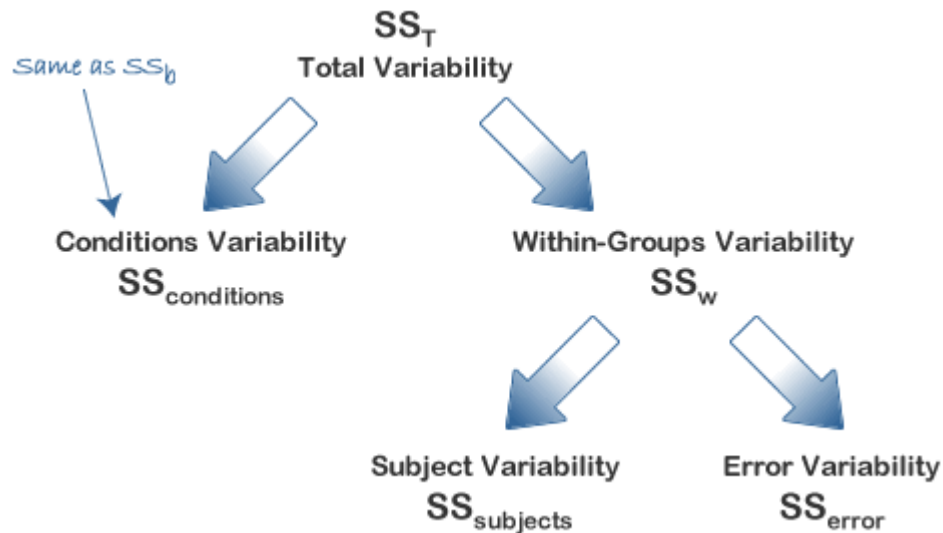 SS_T
Total Variability
Same as SS_b
Conditions Variability
SS_conditions
Within-Groups Variability
SS_w
Subject Variability
SS_subjects
Error Variability
SS_error